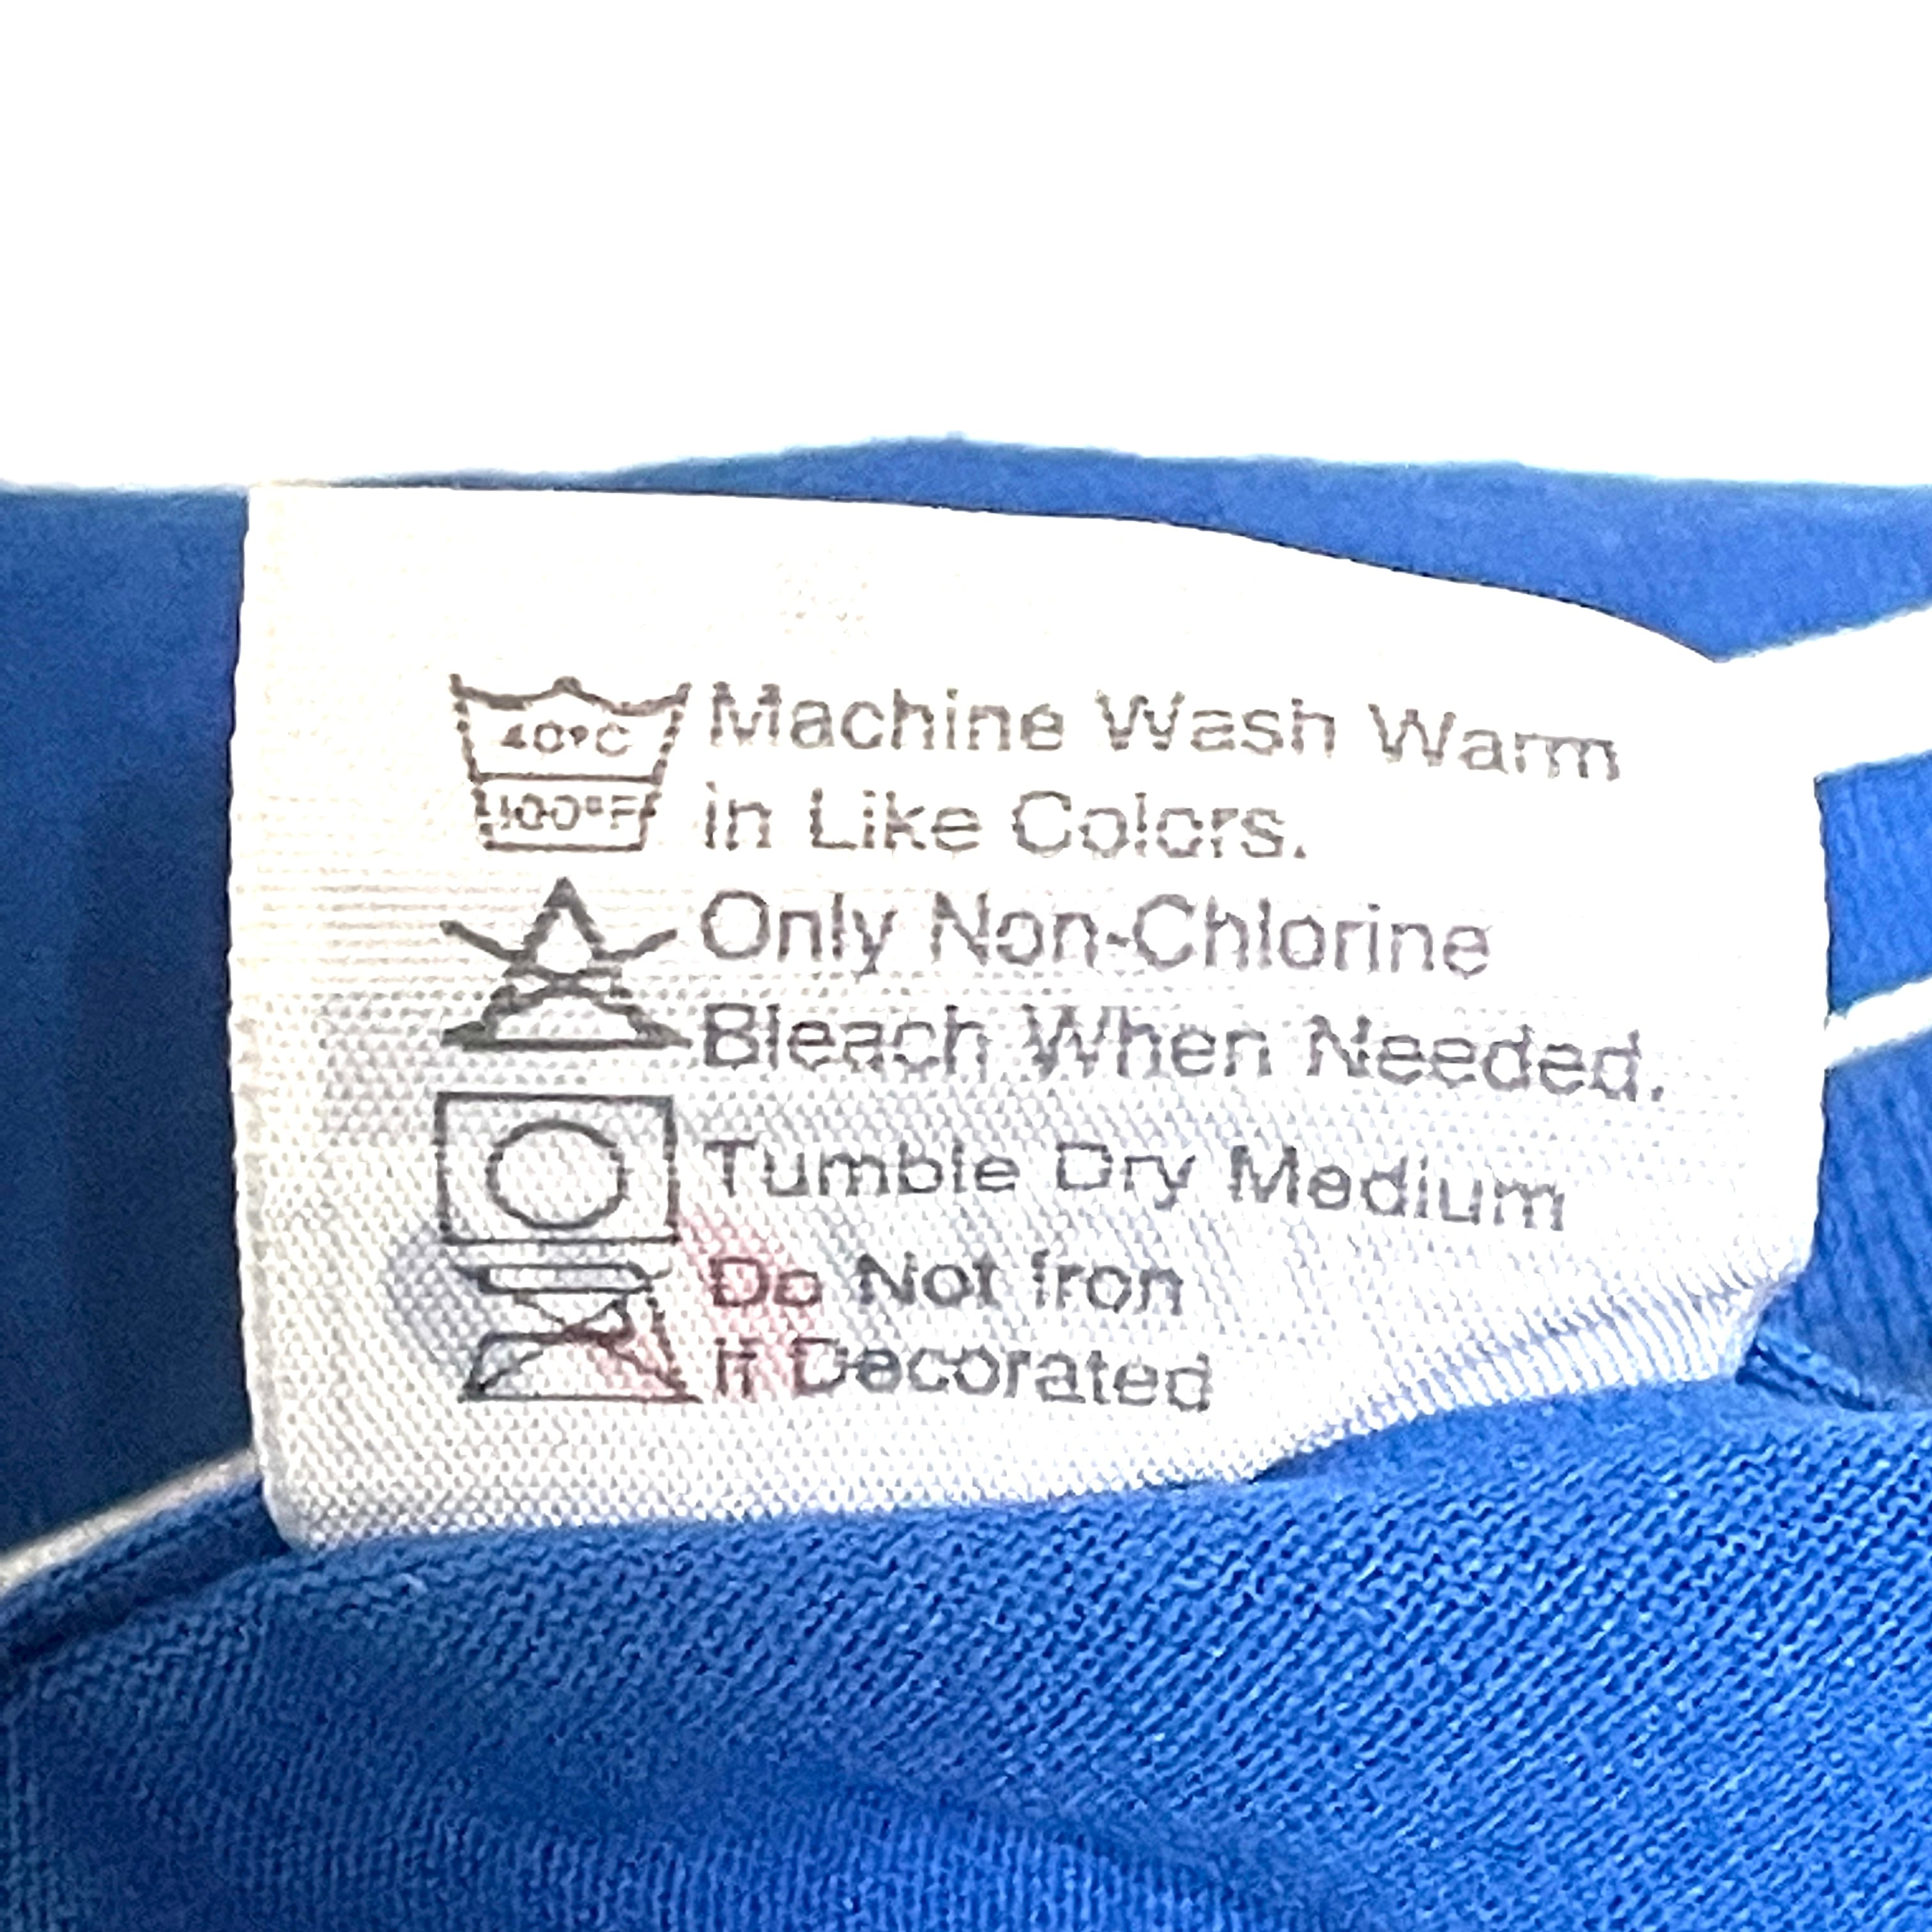 40°C
100°F
Machine Wash Warm
in Like Colors.
Only Non-Chlorine
Bleach When Needed.
Tumble Dry Medium
Do Not Iron
If Decorated